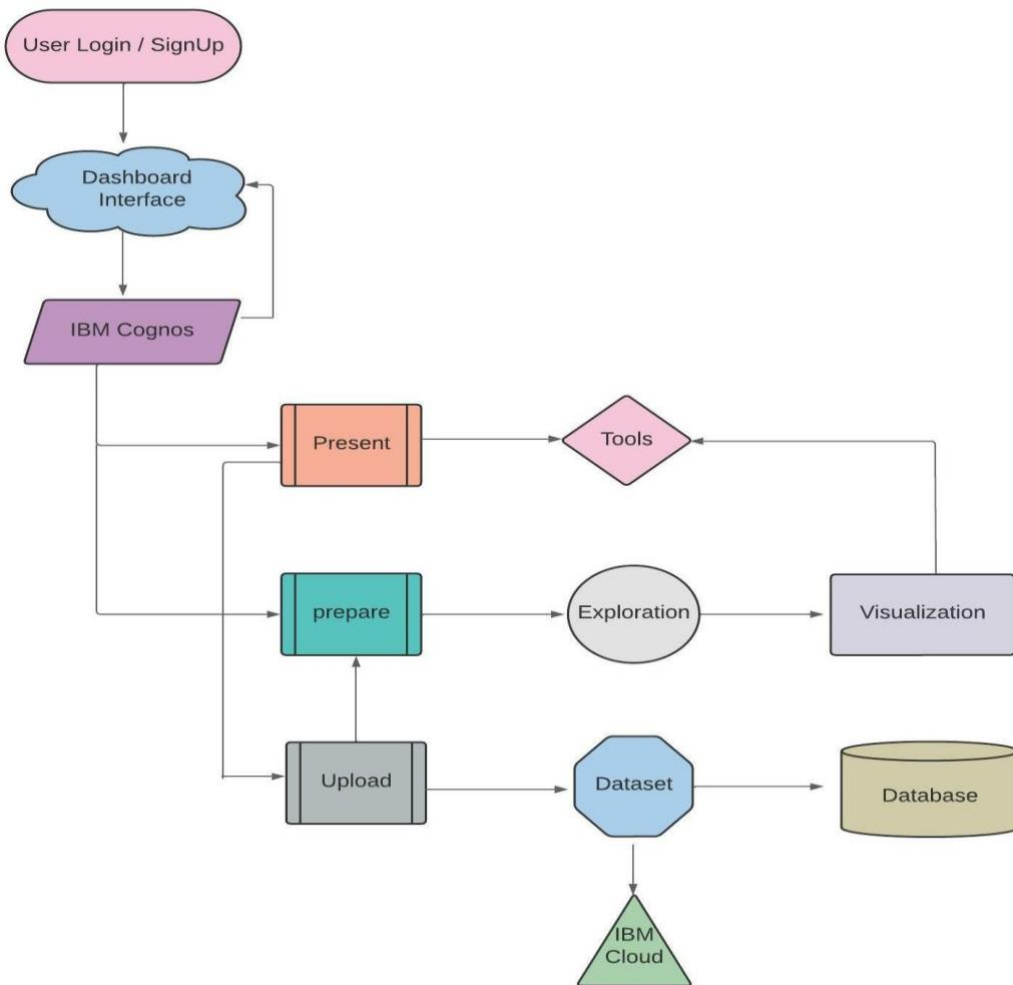 User Login / SignUp
Dashboard
Interface
IBM Cognos
Present
Tools
prepare
Exploration
Visualization
Upload
Dataset
Database
IBM
Cloud